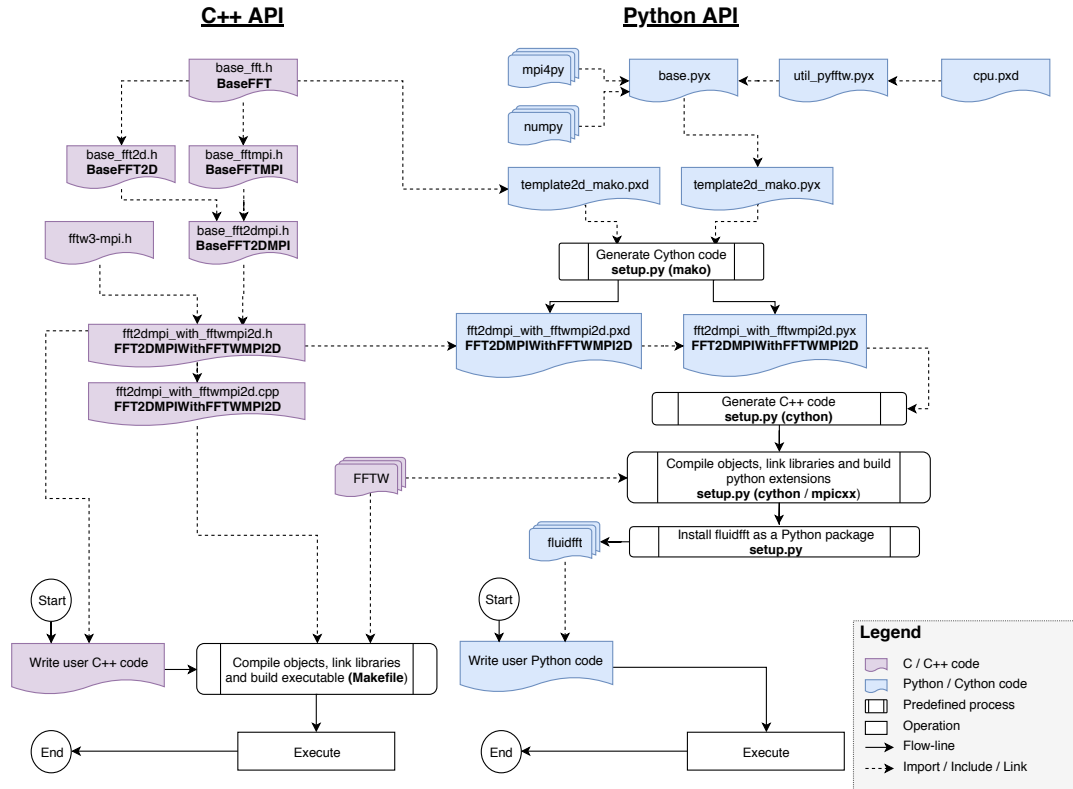 C++ API
base_fft.h
BaseFFT
base_fft2d.h
BaseFFT2D
base_fftmpi.h
BaseFFTMPI
fftw3-mpi.h
base_fft2dmpi.h
BaseFFT2DMPI
fft2dmpi_with_fftwmpi2d.h
FFT2DMPIWithFFTWMPI2D
fft2dmpi_with_fftwmpi2d.cpp
FFT2DMPIWithFFTWMPI2D
FFTW
Start
Write user C++ code
Compile objects, link libraries
and build executable (Makefile)
End
Execute
Python API
mpi4py
base.pyx
util_pyfftw.pyx
cpu.pxd
numpy
template2d_mako.pxd
template2d_mako.pyx
Generate Cython code
setup.py (mako)
fft2dmpi_with_fftwmpi2d.pxd
FFT2DMPIWithFFTWMPI2D
fft2dmpi_with_fftwmpi2d.pyx
FFT2DMPIWithFFTWMPI2D
Generate C++ code
setup.py (cython)
Compile objects, link libraries and build
python extensions
setup.py (cython / mpicxx)
Install fluidfft as a Python package
setup.py
fluidfft
Start
Write user Python code
End
Execute
Legend
C / C++ code
Python / Cython code
Predefined process
Operation
Flow-line
Import / Include / Link